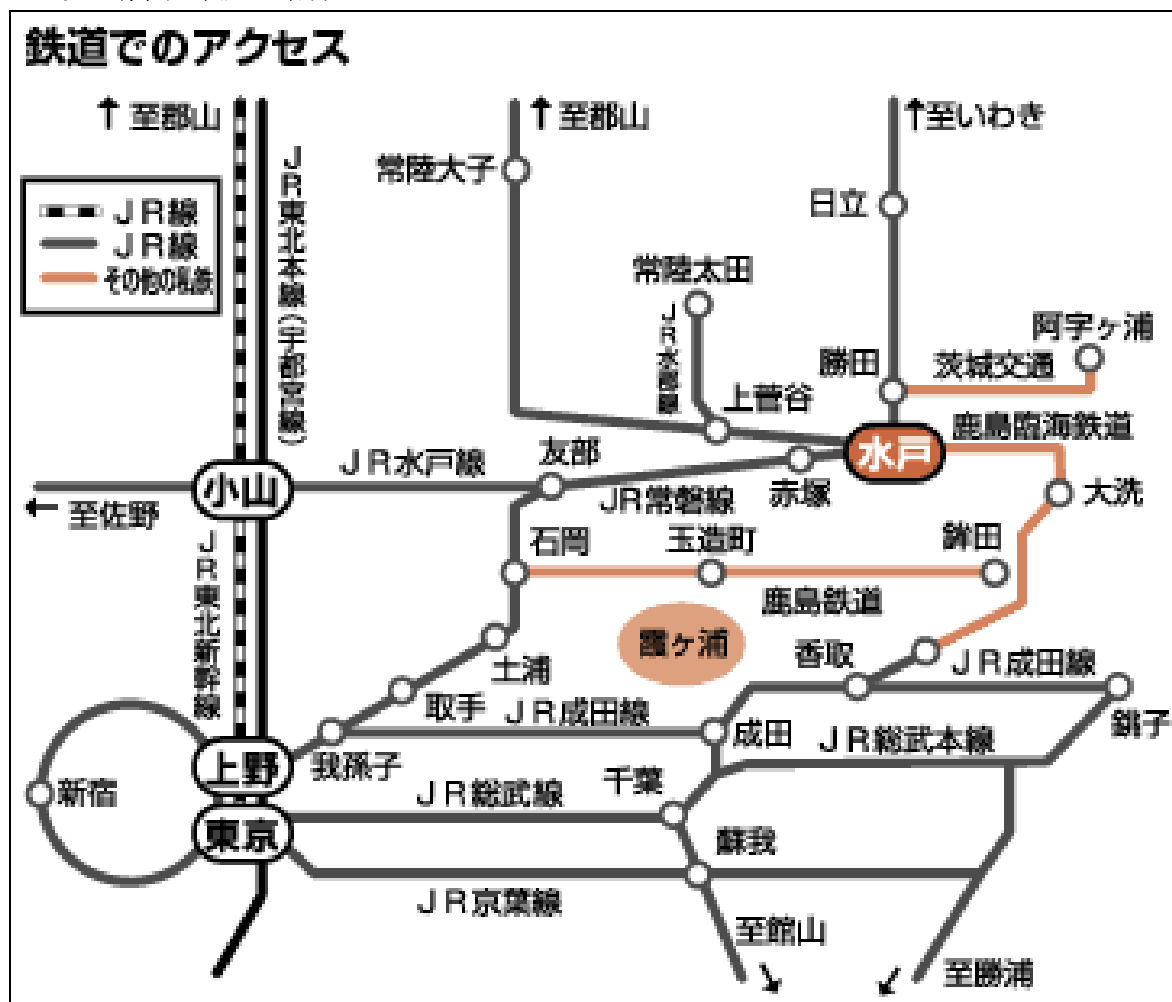 鉄道でのアクセス
↑至郡山
↑至郡山
↑至いわき
常陸大子
日立
JR線
JR線
その他の私鉄
JR東北本線(宇都宮線)
常陸太田
阿字ヶ浦
勝田
茨城交通
上菅谷
水戸
鹿島臨海鉄道
友部
JR水戸線
小山
JR常磐線
赤塚
大洗
←至佐野
石岡
玉造町
鉾田
JR東北新幹線
鹿島鉄道
霞ヶ浦
土浦
香取
JR成田線
取手
JR成田線
成田
JR総武本線
銚子
上野
我孫子
新宿
千葉
JR総武線
東京
蘇我
JR京葉線
至館山
至勝浦